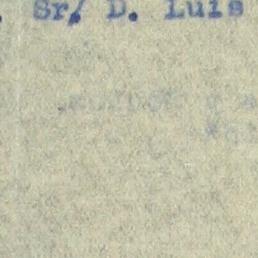 . Sr/ D. Luis